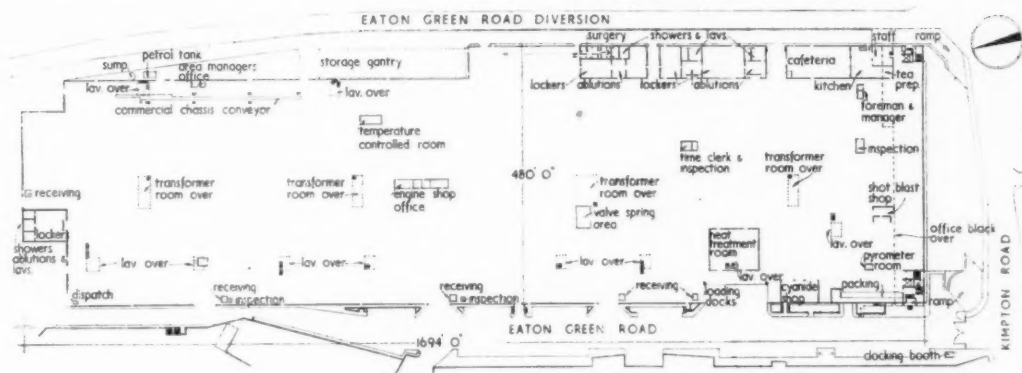 EATON GREEN ROAD DIVERSION
surgery
showers & lavs.
staff
ramp
petrol tank
sump
area managers
office
storage gantry
cafeteria
lav. over
lav. over
lockers
ablutions
lockers
ablutions
kitchen
tea
prep.
commercial chassis conveyor
foreman &
manager
temperature
controlled room
time clerk &
inspection
inspection
480' 0"
transformer
room over
receiving
transformer
room over
transformer
room over
engine shop
office
transformer
room over
shot blast
shop
valve spring
area
lockers
showers
ablutions &
lavs.
heat
treatment
room
lav. over
office block
over
lav over
lav over
lav over
pyrometer
room
lav over
dispatch
receiving
inspection
receiving
inspection
receiving
loading
docks
cyanide
shop
packing
ramp
EATON GREEN ROAD
KIMPTON ROAD
1694' 0"
clocking booth